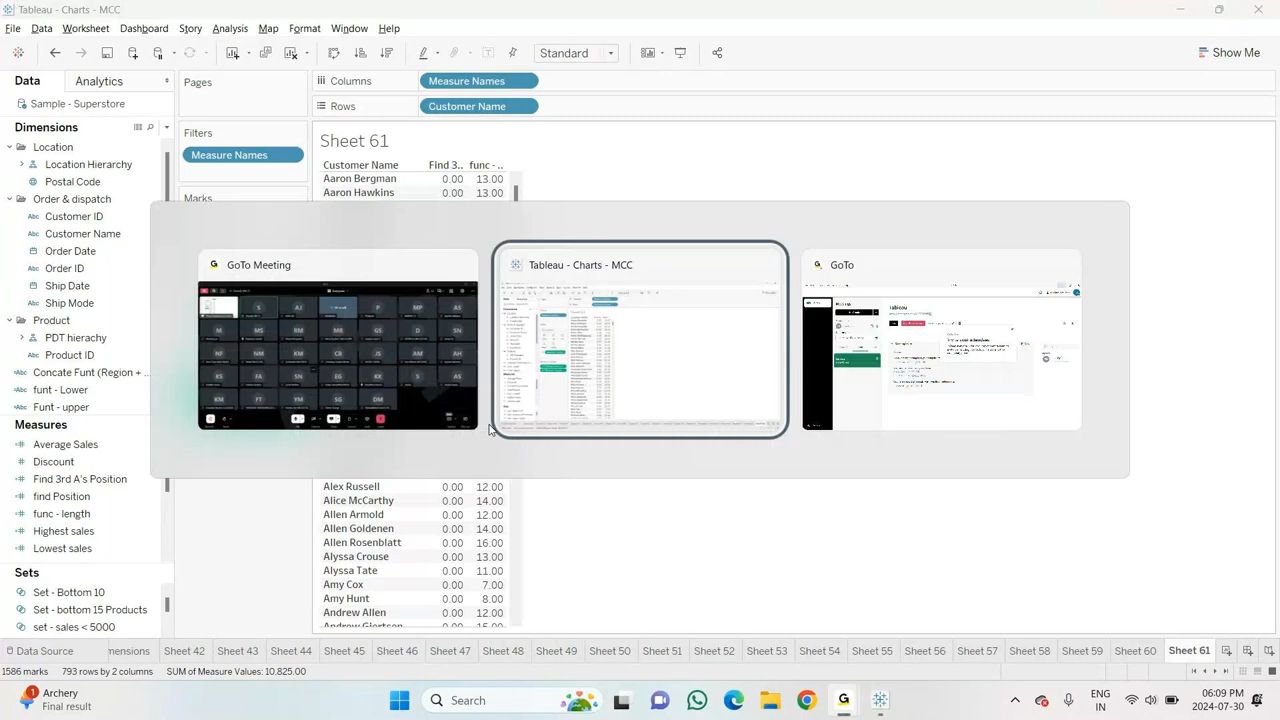 Tableau - Charts - MCC
File Data Worksheet Dashboard Story Analysis Map Format Window Help
Standard
Show Me
Data Analytics
Pages
Columns Measure Names
Sample - Superstore
Rows Customer Name
Dimensions
Filters
Sheet 61
Location
Measure Names
Location Hierarchy
Customer Name Find 3.. func - ..
Postal Code
Aaron Bergman 0.00 13.00
Order & dispatch
Marks
Aaron Hawkins 0.00 13.00
Customer ID
Customer Name
Order Date
Order ID
Ship Date
Ship Mode
Product
Product ID
Concate Funt (Region =...
funt - Lower
Funt - upper
GoTo Meeting
Tableau - Charts - MCC
GoTo
Measures
Average Sales
Discount
Find 3rd A's Position
find Position
func - length
Highest sales
Lowest sales
Alex Russell 0.00 12.00
Alice McCarthy 0.00 14.00
Allen Armold 0.00 12.00
Allen Goldenen 0.00 14.00
Allen Rosenblatt 0.00 16.00
Alyssa Crouse 0.00 13.00
Alyssa Tate 0.00 11.00
Amy Cox 0.00 7.00
Amy Hunt 0.00 8.00
Andrew Allen 0.00 12.00
Sets
Set - Bottom 10
Set - bottom 15 Products
set - sales < 5000
Data Source imensions Sheet 42 Sheet 43 Sheet 44 Sheet 45 Sheet 46 Sheet 47 Sheet 48 Sheet 49 Sheet 50 Sheet 51 Sheet 52 Sheet 53 Sheet 54 Sheet 55 Sheet 56 Sheet 57 Sheet 58 Sheet 59 Sheet 60 Sheet 61
1586 marks 793 rows by 2 columns SUM of Measure Values: 10,825.00
1
Archery
Final result
Search
ENG
IN
06:09 PM
2024-07-30